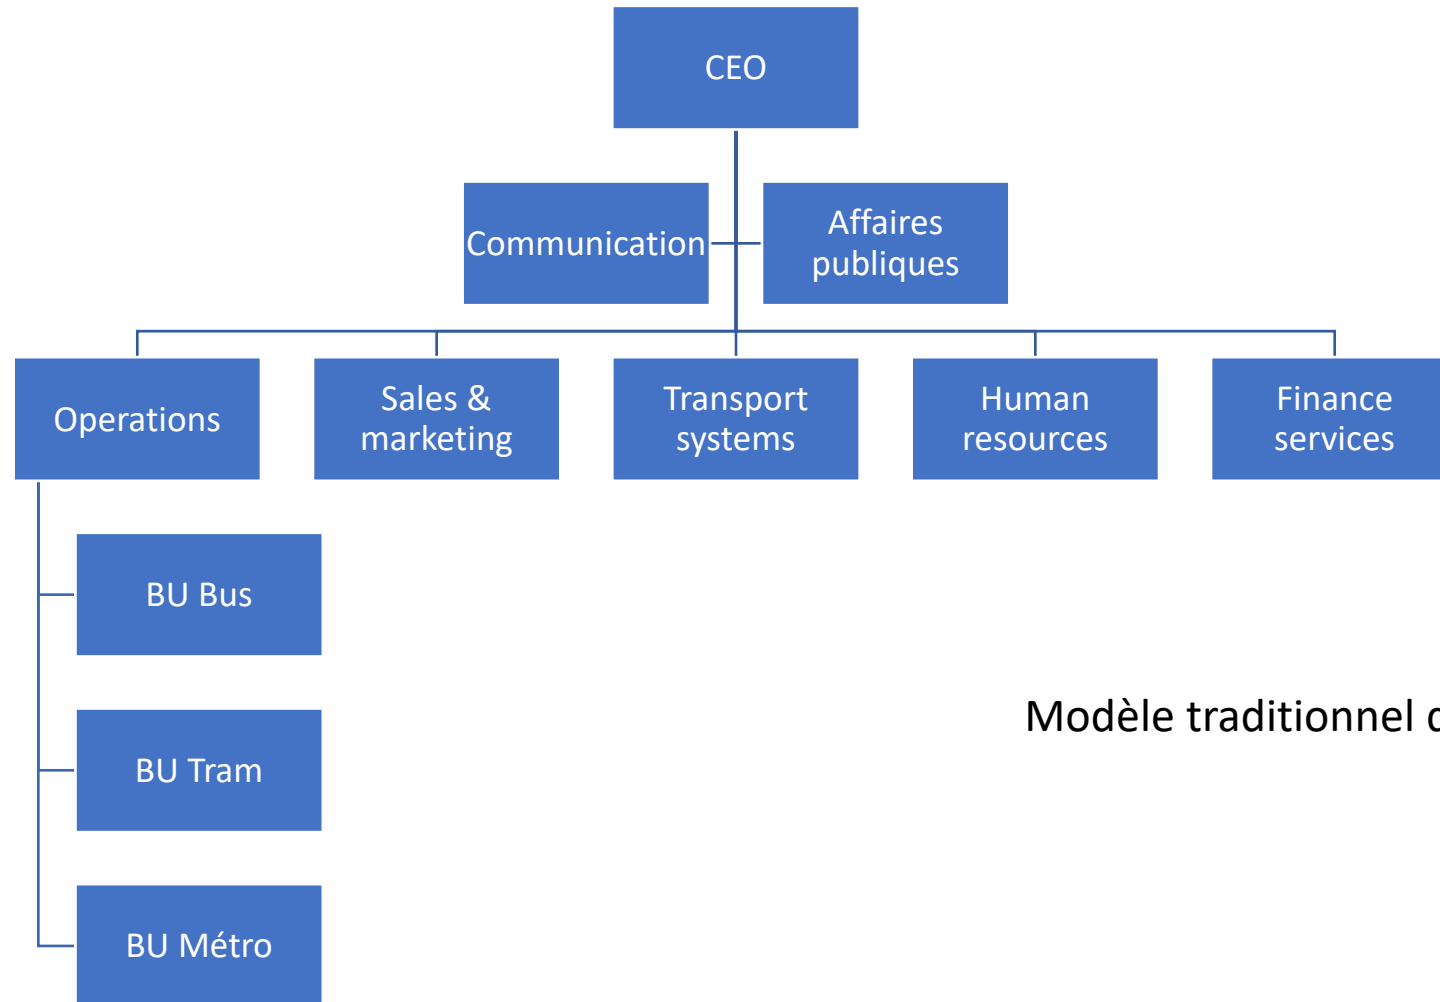 CEO
Communication
Affaires
publiques
Operations
Sales &
marketing
Transport
systems
Human
resources
Finance
services
BU Bus
BU Tram
BU Métro
Modèle traditionnel